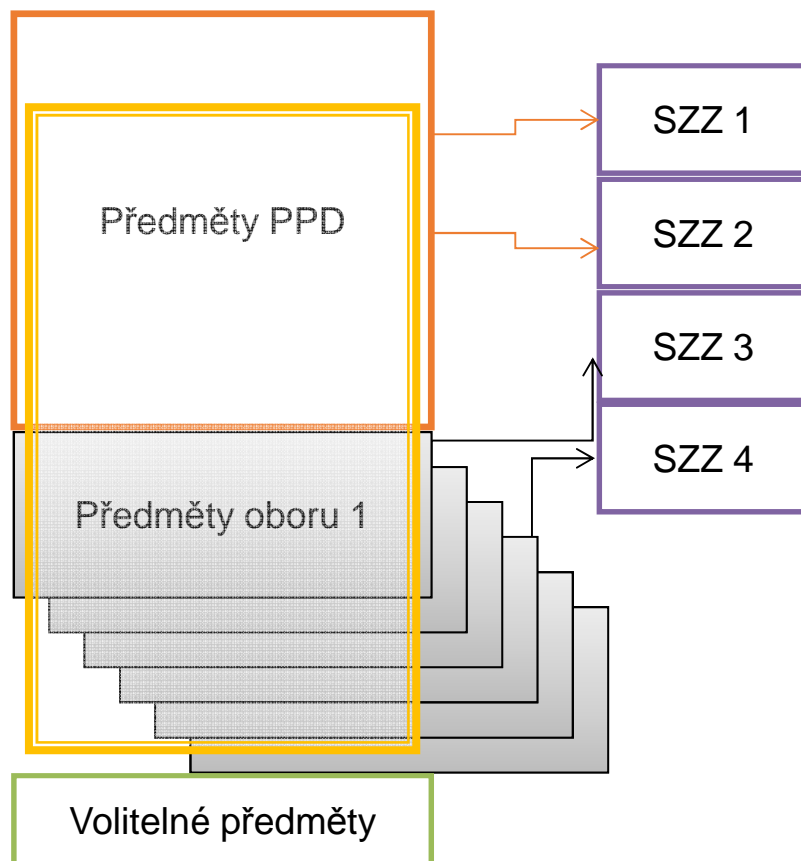 SZZ 1
Předměty PPD
SZZ 2
SZZ 3
SZZ 4
Předměty oboru 1
Volitelné předměty